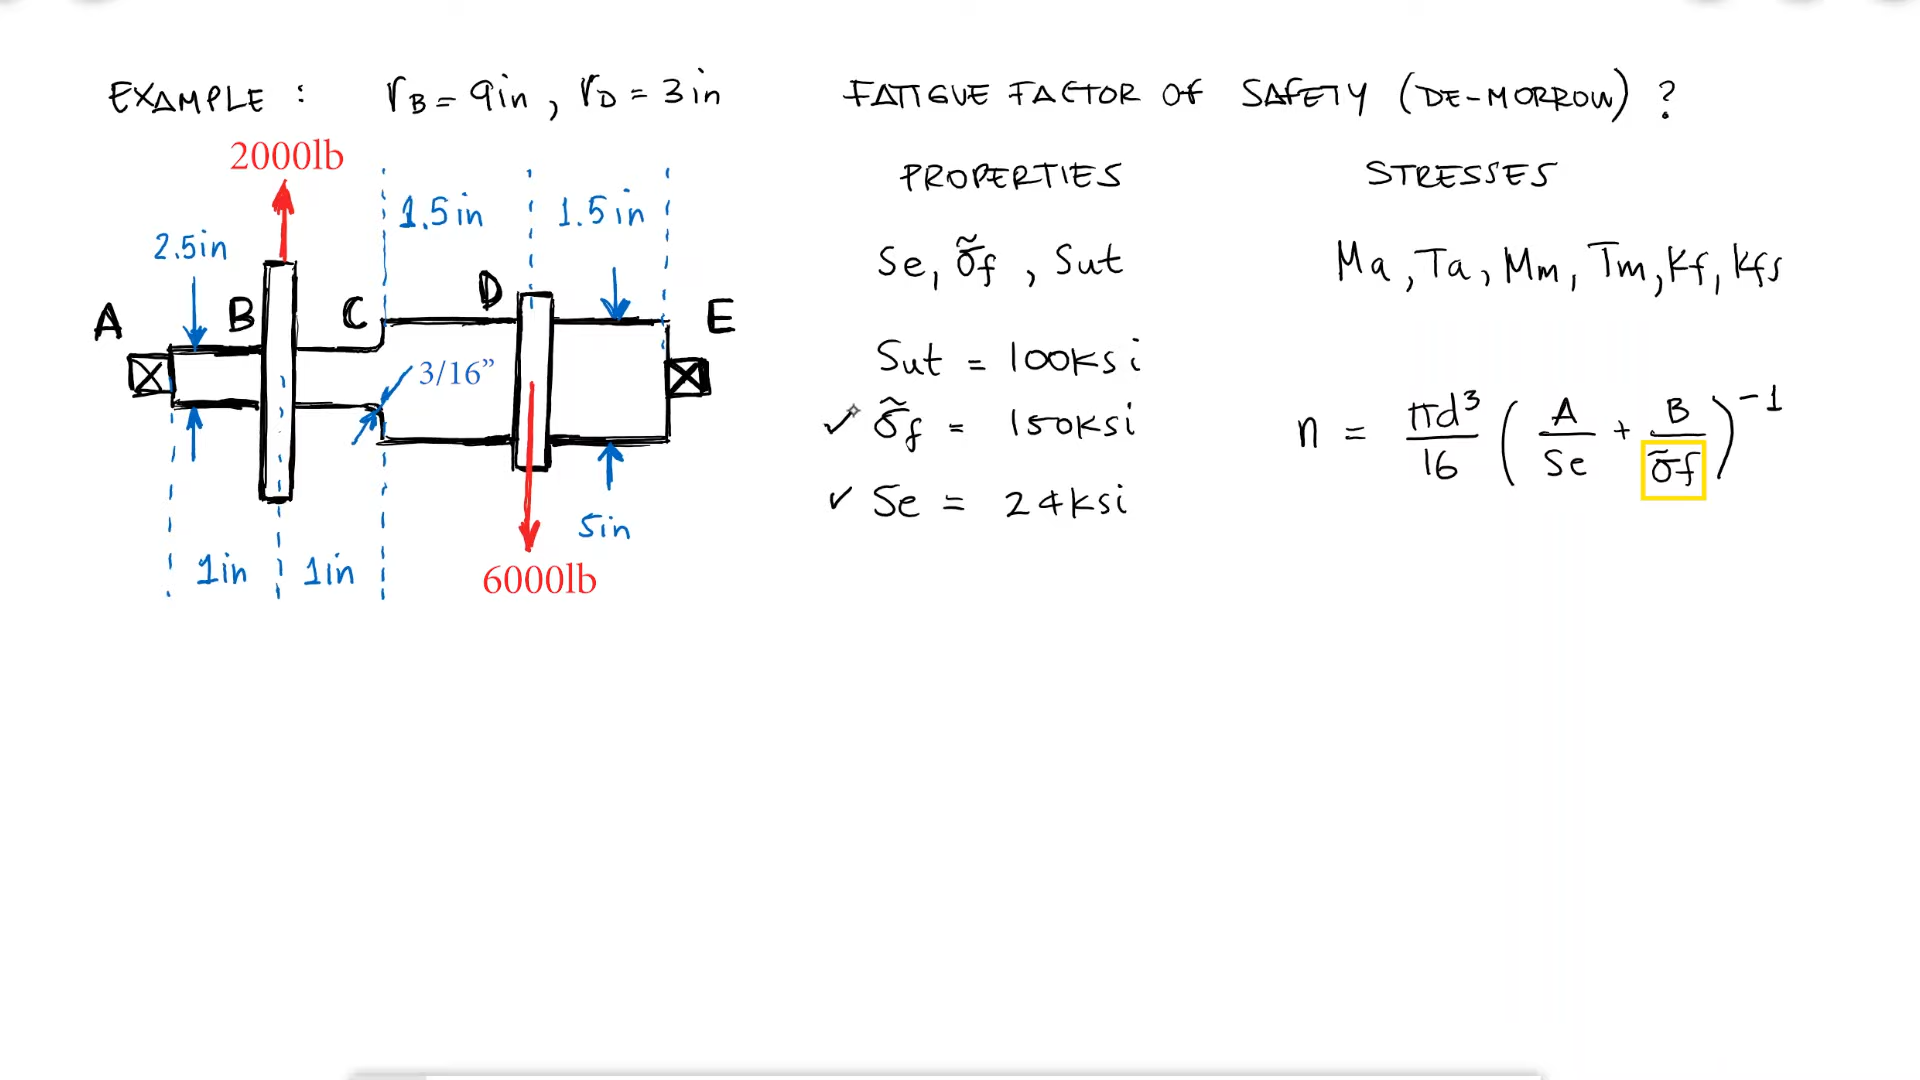 EXAMPLE : rB = 9in , rD = 3in
FATIGUE FACTOR OF SAFETY (DE-MORROW) ?
2000lb
PROPERTIES
STRESSES
1.5in
1.5in
2.5in
Se, σ̃f , Sut
Ma, Ta, Mm, Tm, Kf, Kfs
A
B
C
D
E
3/16”
Sut = 100ksi
✓ σ̃f = 150ksi
✓ Se = 24ksi
n = πd³/16 ( A/Se + B/σ̃f )⁻¹
5in
1in
1in
6000lb